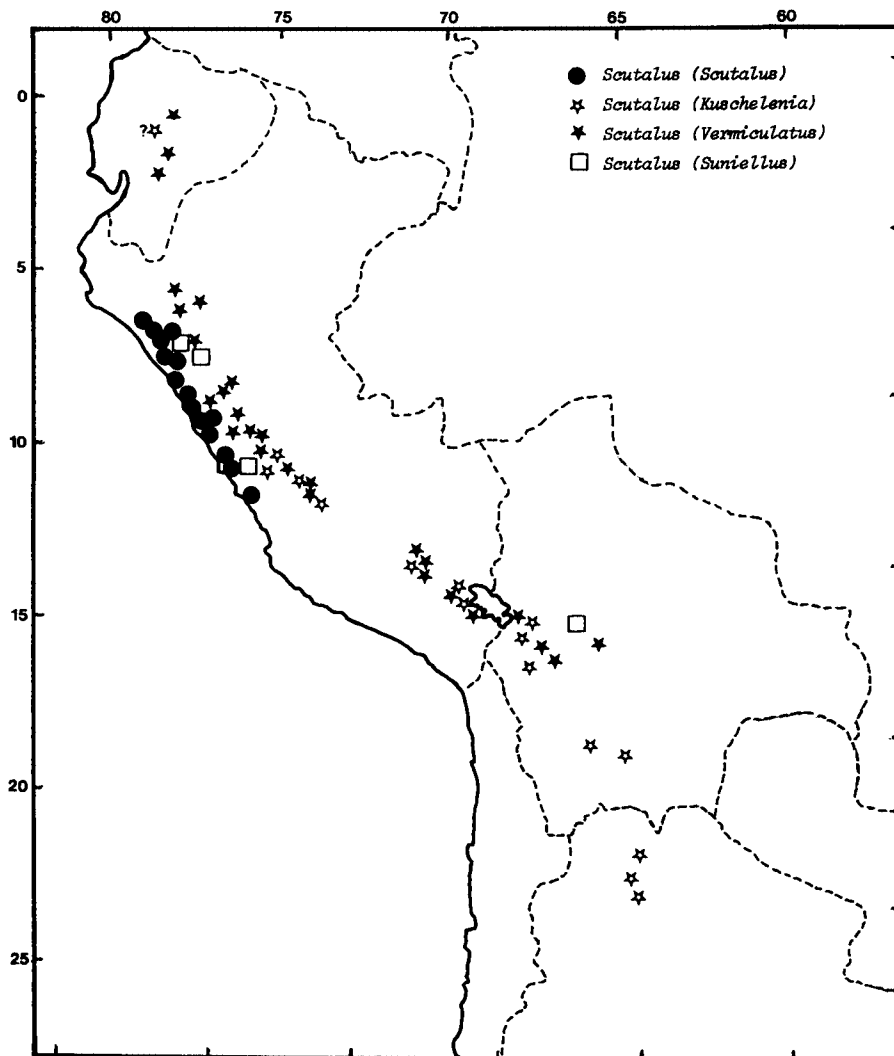 80 75 70 65 60
Scutalus (Scutalus)
Scutalus (Kuschelenia)
Scutalus (Vermiculatus)
Scutalus (Suniellus)
0
?
5
10
15
20
25